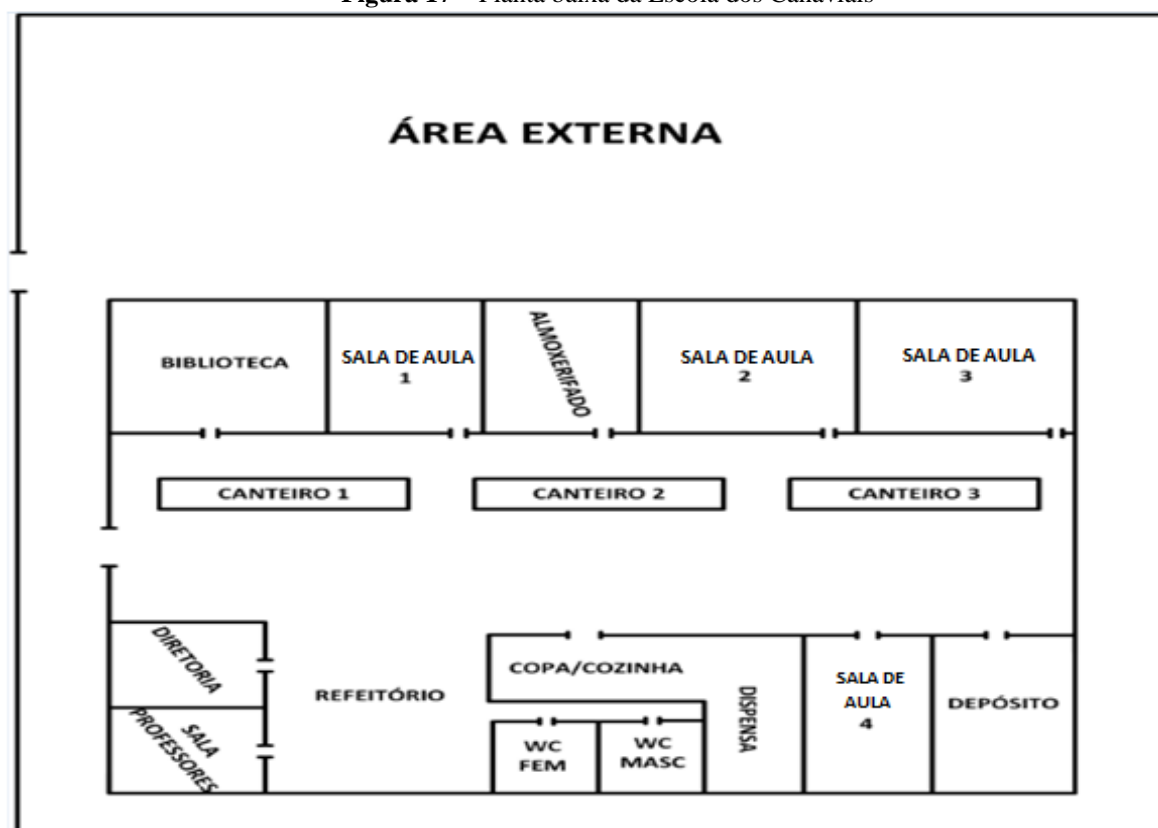 Figura 17 – Planta baixa da Escola dos Canaviais
ÁREA EXTERNA
BIBLIOTECA
SALA DE AULA
1
ALMOXERIFADO
SALA DE AULA
2
SALA DE AULA
3
CANTEIRO 1
CANTEIRO 2
CANTEIRO 3
DIRETORIA
SALA
PROFESSORES
REFEITÓRIO
COPA/COZINHA
WC
FEM
WC
MASC
DISPENSA
SALA DE
AULA
4
DEPÓSITO